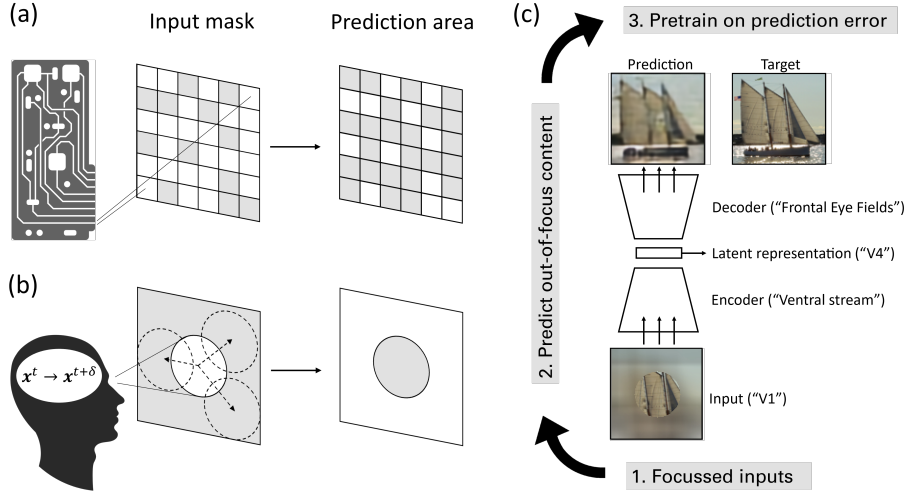 (a)
Input mask
Prediction area
(b)
x^t → x^{t+δ}
(c)
3. Pretrain on prediction error
Prediction
Target
2. Predict out-of-focus content
Decoder (“Frontal Eye Fields”)
Latent representation (“V4”)
Encoder (“Ventral stream”)
Input (“V1”)
1. Focussed inputs